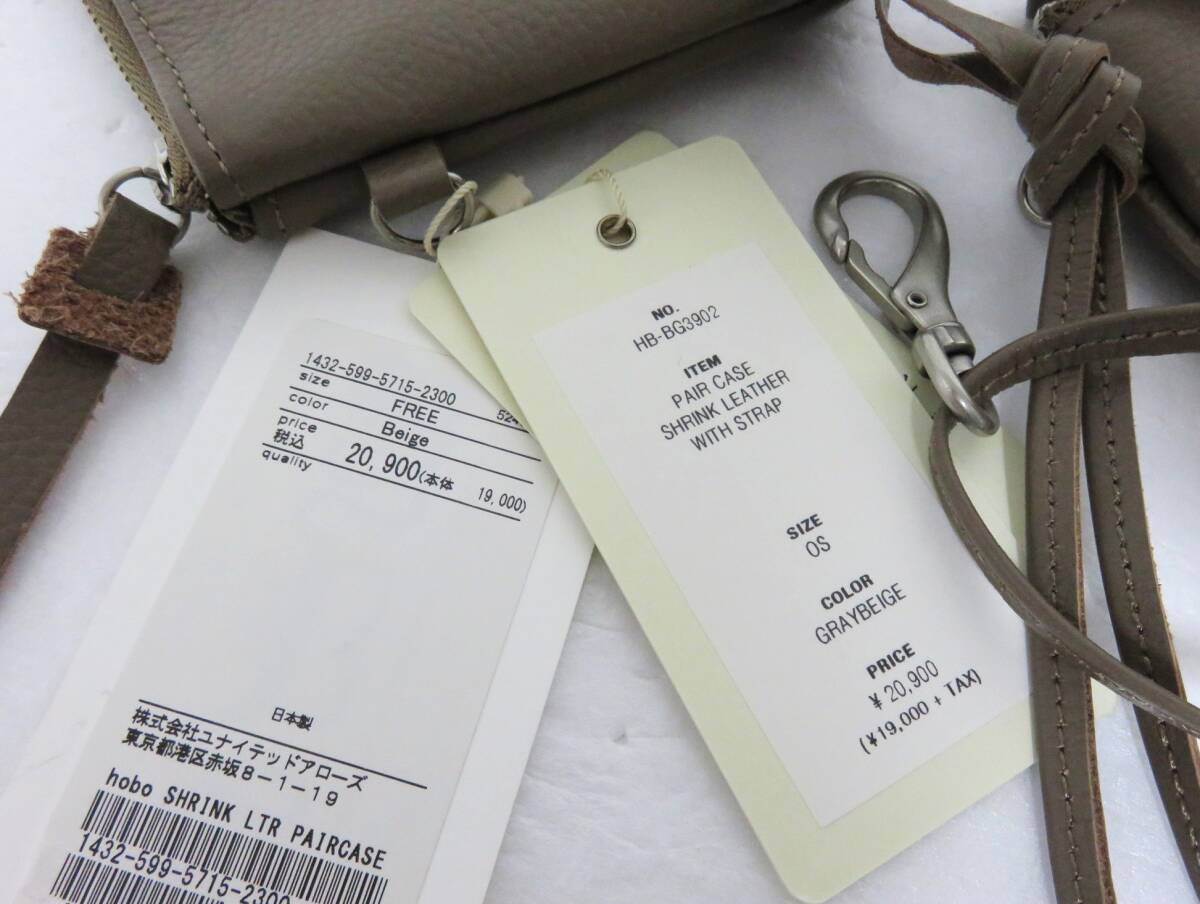 1432-599-5715-2300
size FREE
color Beige
price
税込 20,900(本体 19,000)
quality
日本製
株式会社ユナイテッドアローズ
東京都港区赤坂8-1-19
hobo SHRINK LTR PAIRCASE
1432-599-5715-2300
NO.
HB-BG3902
ITEM
PAIR CASE
SHRINK LEATHER
WITH STRAP
SIZE
OS
COLOR
GRAYBEIGE
PRICE
¥ 20,900
(¥19,000 + TAX)